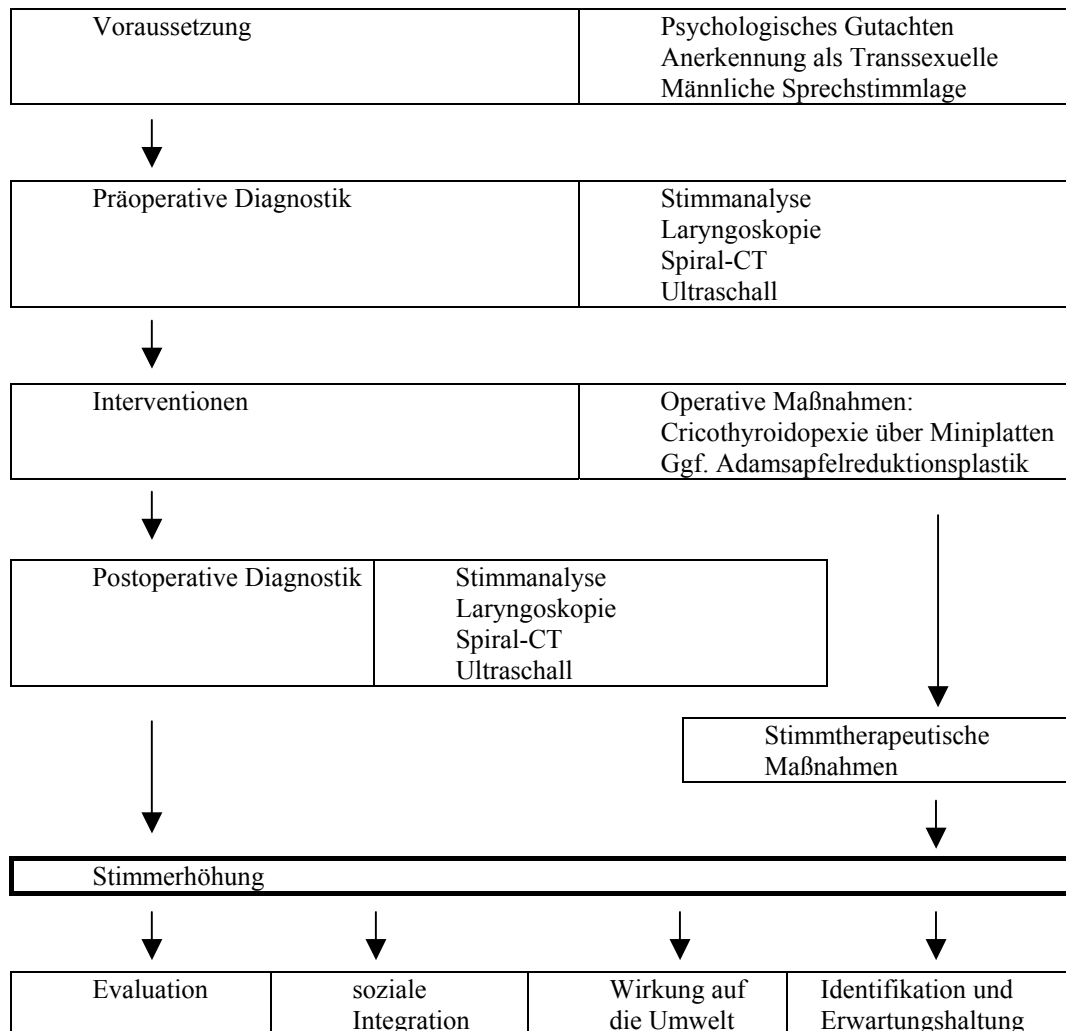 Voraussetzung
Psychologisches Gutachten
Anerkennung als Transsexuelle
Männliche Sprechstimmlage
Präoperative Diagnostik
Stimmanalyse
Laryngoskopie
Spiral-CT
Ultraschall
Interventionen
Operative Maßnahmen:
Cricothyroidopexie über Miniplatten
Ggf. Adamsapfelreduktionsplastik
Postoperative Diagnostik
Stimmanalyse
Laryngoskopie
Spiral-CT
Ultraschall
Stimmtherapeutische
Maßnahmen
Stimmerhöhung
Evaluation
soziale
Integration
Wirkung auf
die Umwelt
Identifikation und
Erwartungshaltung